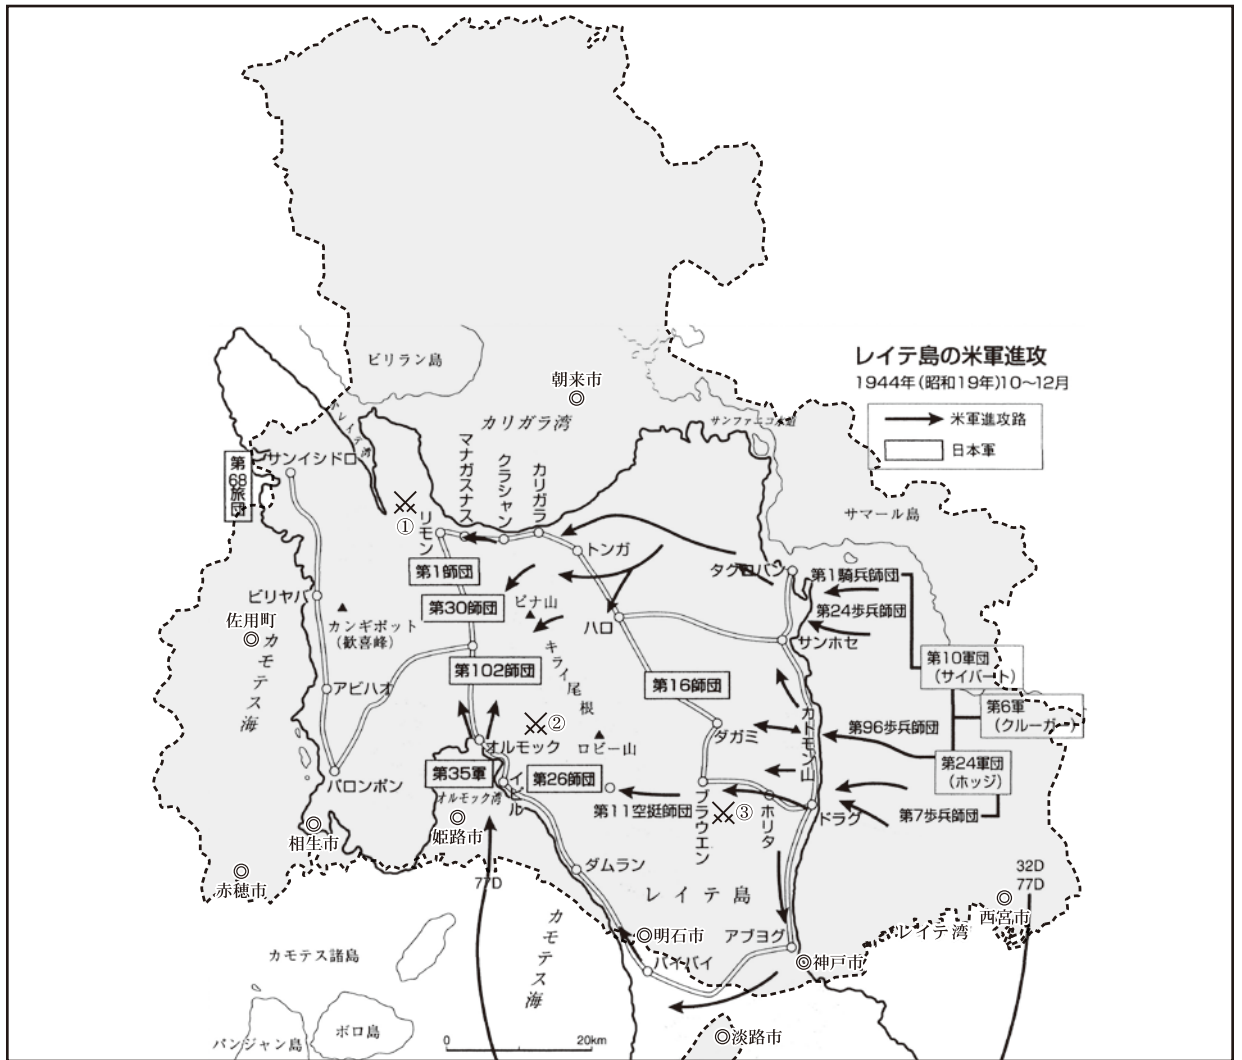 レイテ島の米軍進攻
1944年(昭和19年)10～12月
米軍進攻路
日本軍
ビリラン島
朝来市
カリガラ湾
サンファニコ水道
レイテ湾
サンイシドロ
第68旅団
マナガスナス
クラシャン
カリガラ
リモン
①
トンガ
サマール島
タクロバン
第1騎兵師団
第1師団
ビリヤバ
第30師団
ピナ山
第24歩兵師団
佐用町
カンギポット
(歓喜峰)
ハロ
サンホセ
カモテス海
第10軍団
(サイバート)
キライ尾根
第102師団
第16師団
アビハオ
第6軍
(クルーガー)
②
オルモック
ロビー山
ダガミ
カトモン山
第96歩兵師団
第24軍団
(ホッジ)
パロンポン
第35軍
イピル
第26師団
オルモック湾
第11空挺師団
ブラウエン
③
ホリタ
ドラグ
第7歩兵師団
相生市
姫路市
赤穂市
77D
ダムラン
レイテ島
32D
77D
西宮市
カモテス海
明石市
アブヨグ
レイテ湾
カモテス諸島
バイバイ
神戸市
ボロ島
パンジャン島
0
20km
淡路市